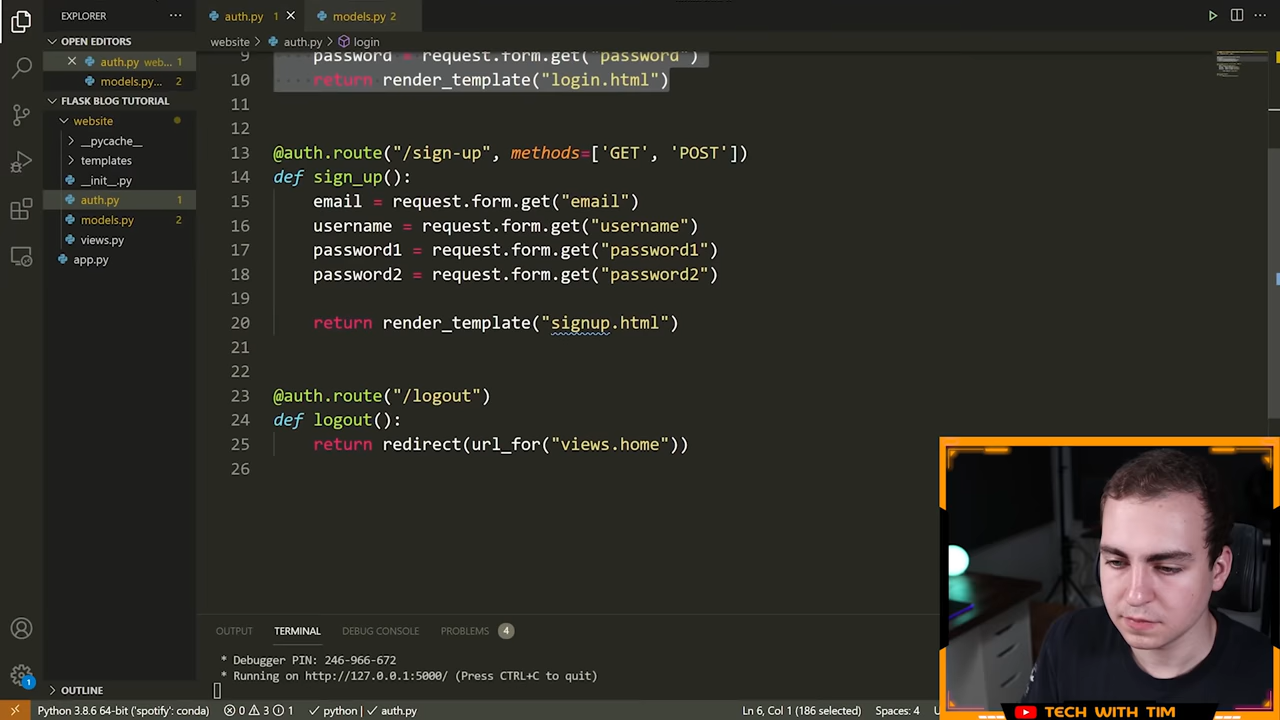 EXPLORER
···
auth.py 1
models.py 2
···
OPEN EDITORS
auth.py web... 1
models.py... 2
FLASK BLOG TUTORIAL
website
__pycache__
templates
__init__.py
auth.py 1
models.py 2
views.py
app.py
OUTLINE
website > auth.py > login
9 password = request.form.get("password")
10 return render_template("login.html")
11
12
13 @auth.route("/sign-up", methods=['GET', 'POST'])
14 def sign_up():
15 email = request.form.get("email")
16 username = request.form.get("username")
17 password1 = request.form.get("password1")
18 password2 = request.form.get("password2")
19
20 return render_template("signup.html")
21
22
23 @auth.route("/logout")
24 def logout():
25 return redirect(url_for("views.home"))
26
OUTPUT TERMINAL DEBUG CONSOLE PROBLEMS 4
* Debugger PIN: 246-966-672
* Running on http://127.0.0.1:5000/ (Press CTRL+C to quit)
1
Python 3.8.6 64-bit ('spotify': conda) 0 3 1 python | auth.py Ln 6, Col 1 (186 selected) Spaces: 4
TECH WITH TIM